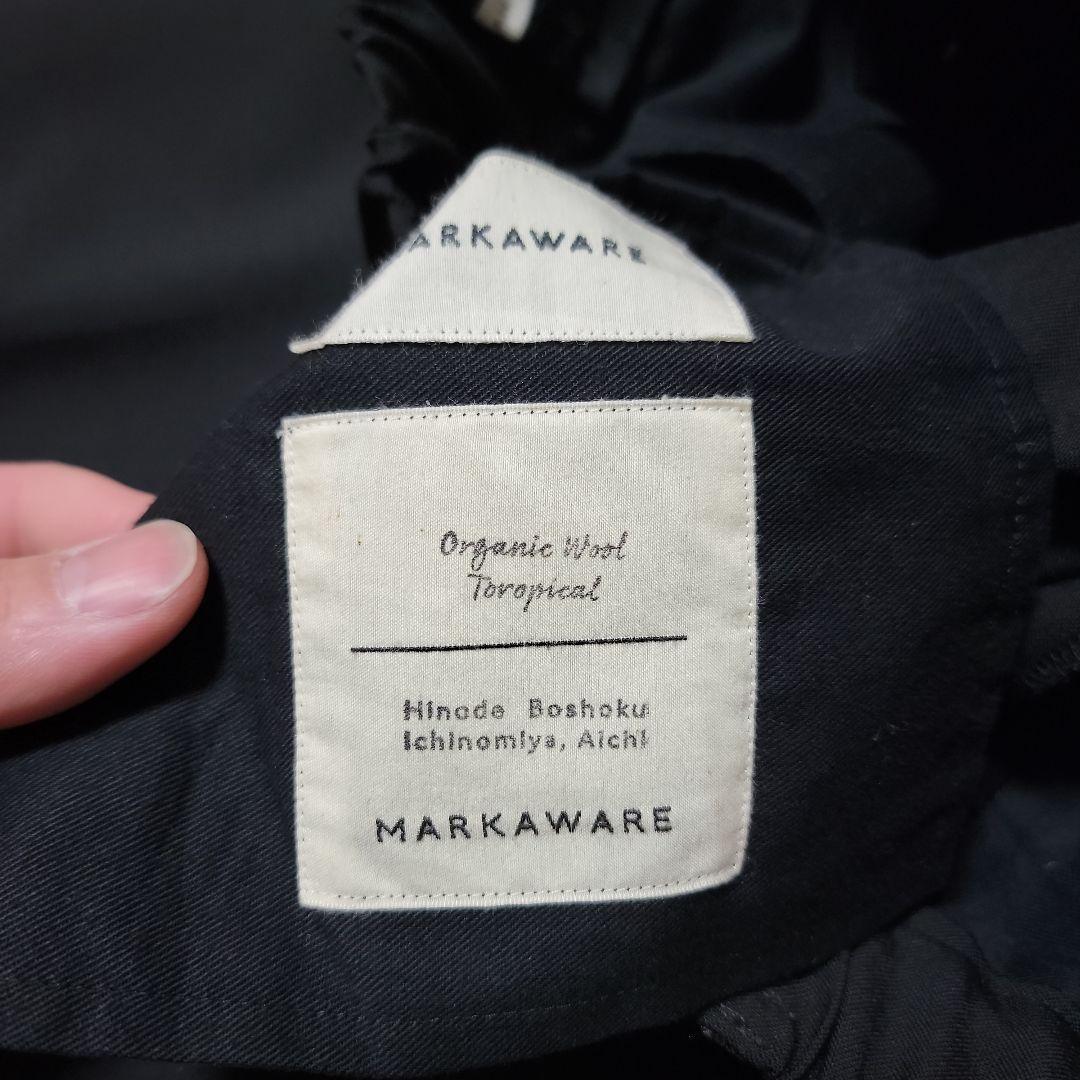 ARKAWARE
Organic Wool
Toropical
Hinode Boshoku
Ichinomiya, Aichi
MARKAWARE